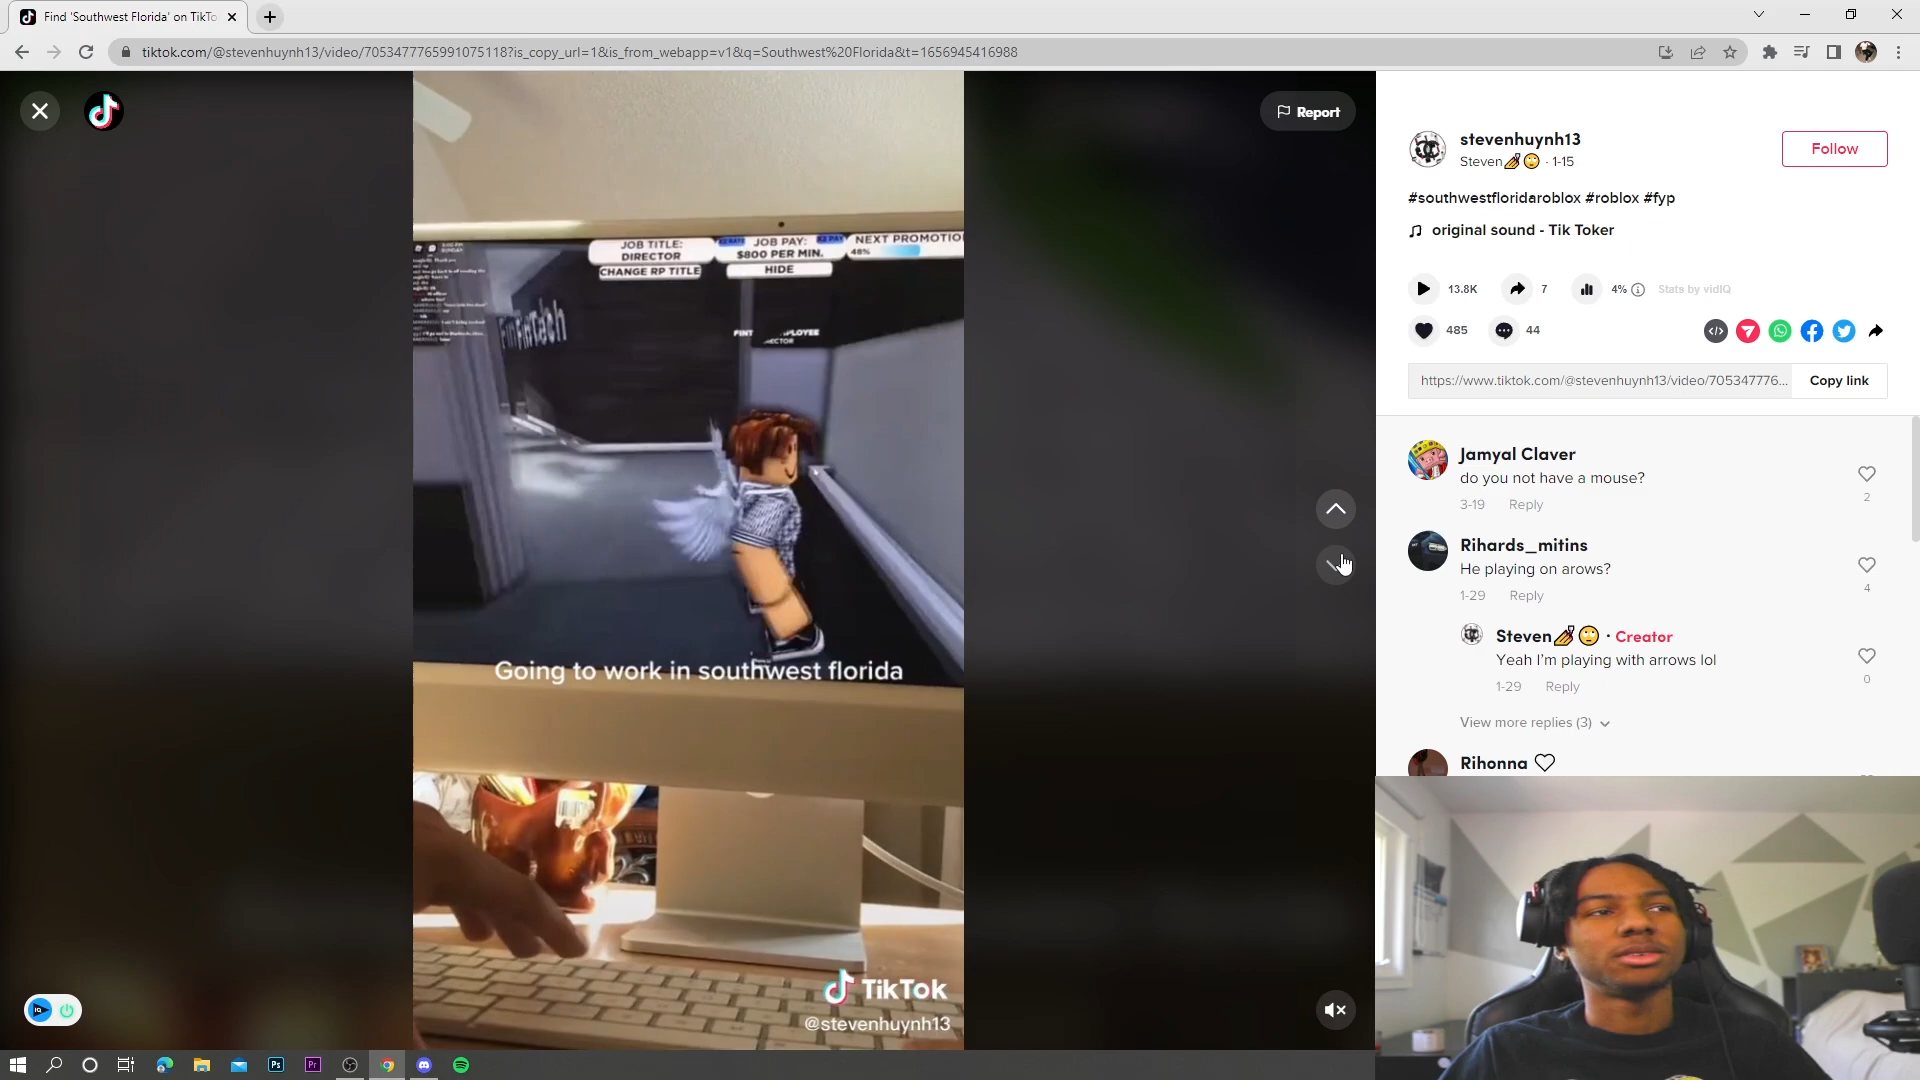 Find 'Southwest Florida' on TikTo
tiktok.com/@stevenhuynh13/video/7053477765991075118?is_copy_url=1&is_from_webapp=v1&q=Southwest%20Florida&t=1656945416988
Report
JOB TITLE:
DIRECTOR
CHANGE RP TITLE
JOB PAY:
$800 PER MIN.
HIDE
NEXT PROMOTIO
48%
Going to work in southwest florida
TikTok
@stevenhuynh13
stevenhuynh13
Steven💅🙄 · 1-15
Follow
#southwestfloridaroblox #roblox #fyp
original sound - Tik Toker
13.8K
7
4%
Stats by vidIQ
485
44
https://www.tiktok.com/@stevenhuynh13/video/705347776...
Copy link
Jamyal Claver
do you not have a mouse?
3-19 Reply
2
Rihards_mitins
He playing on arows?
1-29 Reply
4
Steven💅🙄 · Creator
Yeah I'm playing with arrows lol
1-29 Reply
0
View more replies (3)
Rihonna ♡
Ps
Pr